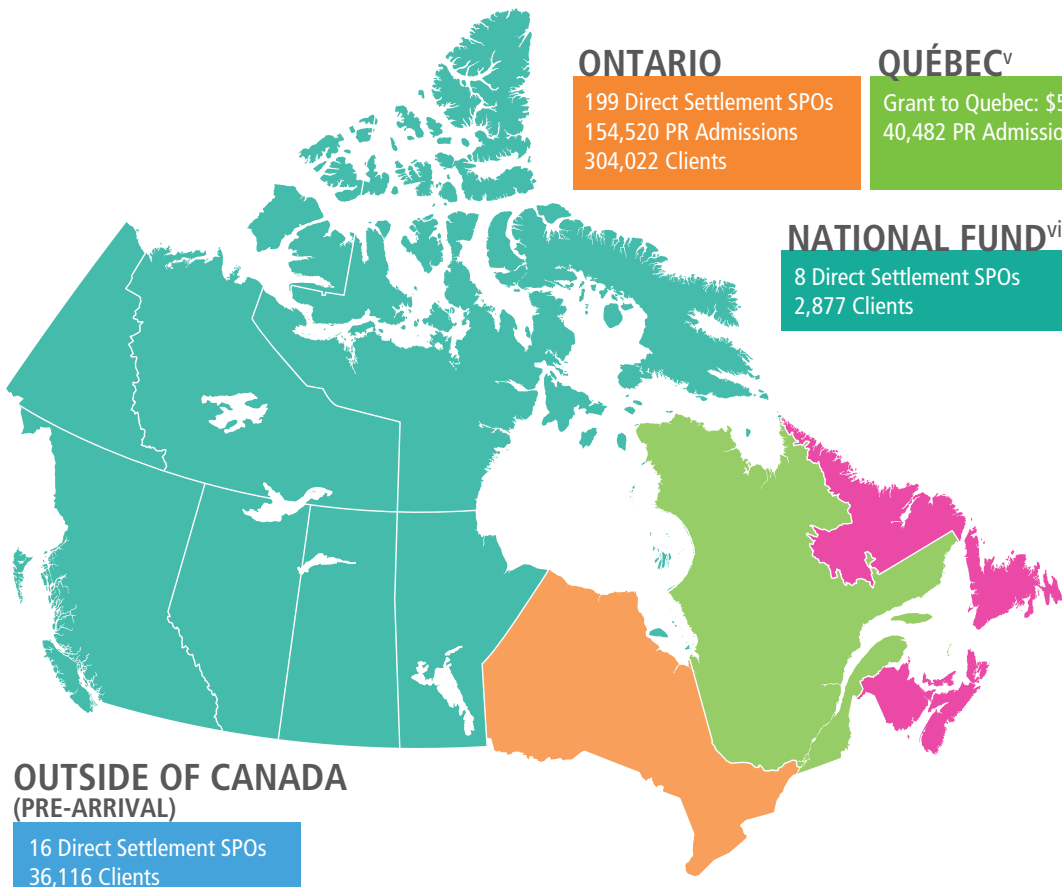 ONTARIO
199 Direct Settlement SPOs
154,520 PR Admissions
304,022 Clients
QUÉBECᵛ
Grant to Quebec:
40,482 PR
NATIONAL FUNDᵛⁱ
8 Direct Settlement SPOs
2,877 Clients
OUTSIDE OF CANADA
(PRE-ARRIVAL)
16 Direct Settlement SPOs
36,116 Clients